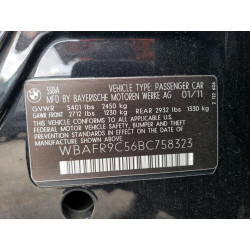 VEHICLE TYPE: PASSENGER CAR
MFD BY BAYERISCHE MOTOREN WERKE AG 01/11
GVWR 5401 lbs 2450 kg
GAWR FRONT 2712 lbs 1230 kg REAR 2932 lbs 1330 kg
THIS VEHICLE CONFORMS TO ALL APPLICABLE FEDERAL
MOTOR VEHICLE SAFETY, BUMPER, AND THEFT
PREVENTION STANDARDS IN EFFECT ON THE DATE OF
MANUFACTURE SHOWN ABOVE.
WBAFR9C56BC758323